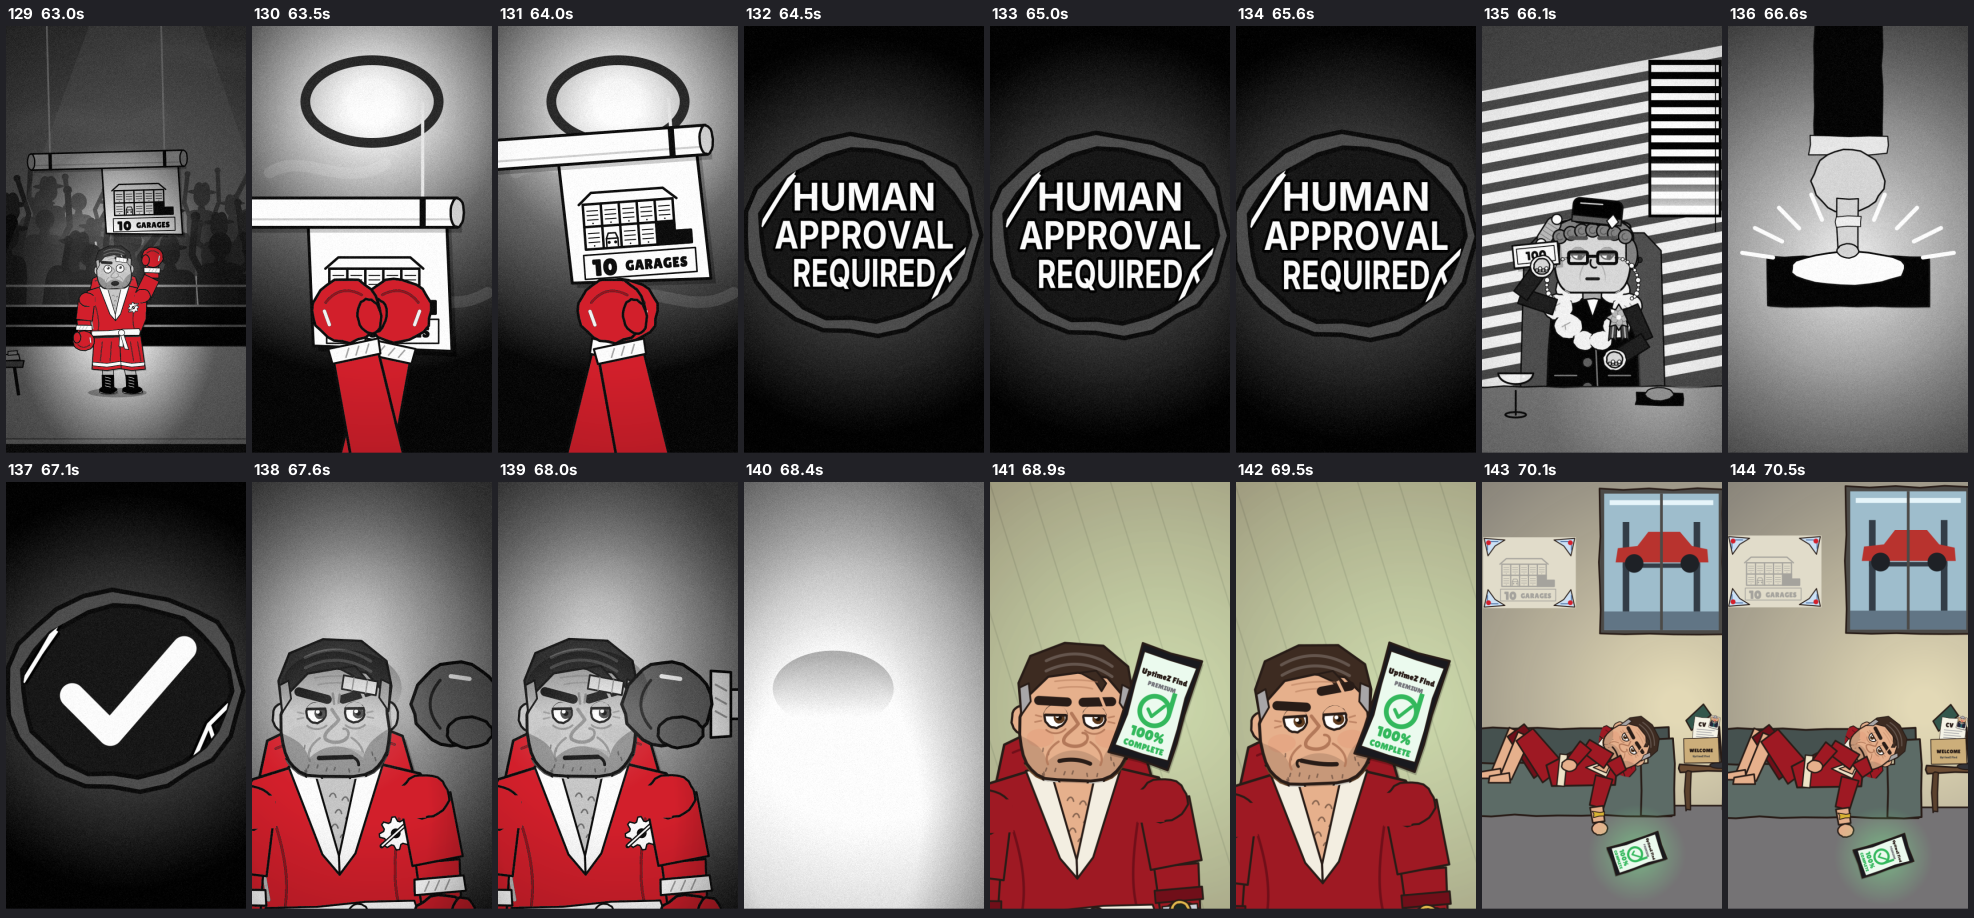 129 63.0s
10 GARAGES
130 63.5s
131 64.0s
10 GARAGES
132 64.5s
HUMAN
APPROVAL
REQUIRED
133 65.0s
HUMAN
APPROVAL
REQUIRED
134 65.6s
HUMAN
APPROVAL
REQUIRED
135 66.1s
100
136 66.6s
137 67.1s
138 67.6s
139 68.0s
140 68.4s
141 68.9s
UptimeZ Find
PREMIUM
100%
COMPLETE
142 69.5s
UptimeZ Find
PREMIUM
100%
COMPLETE
143 70.1s
10 GARAGES
CV
WELCOME
144 70.5s
10 GARAGES
CV
WELCOME